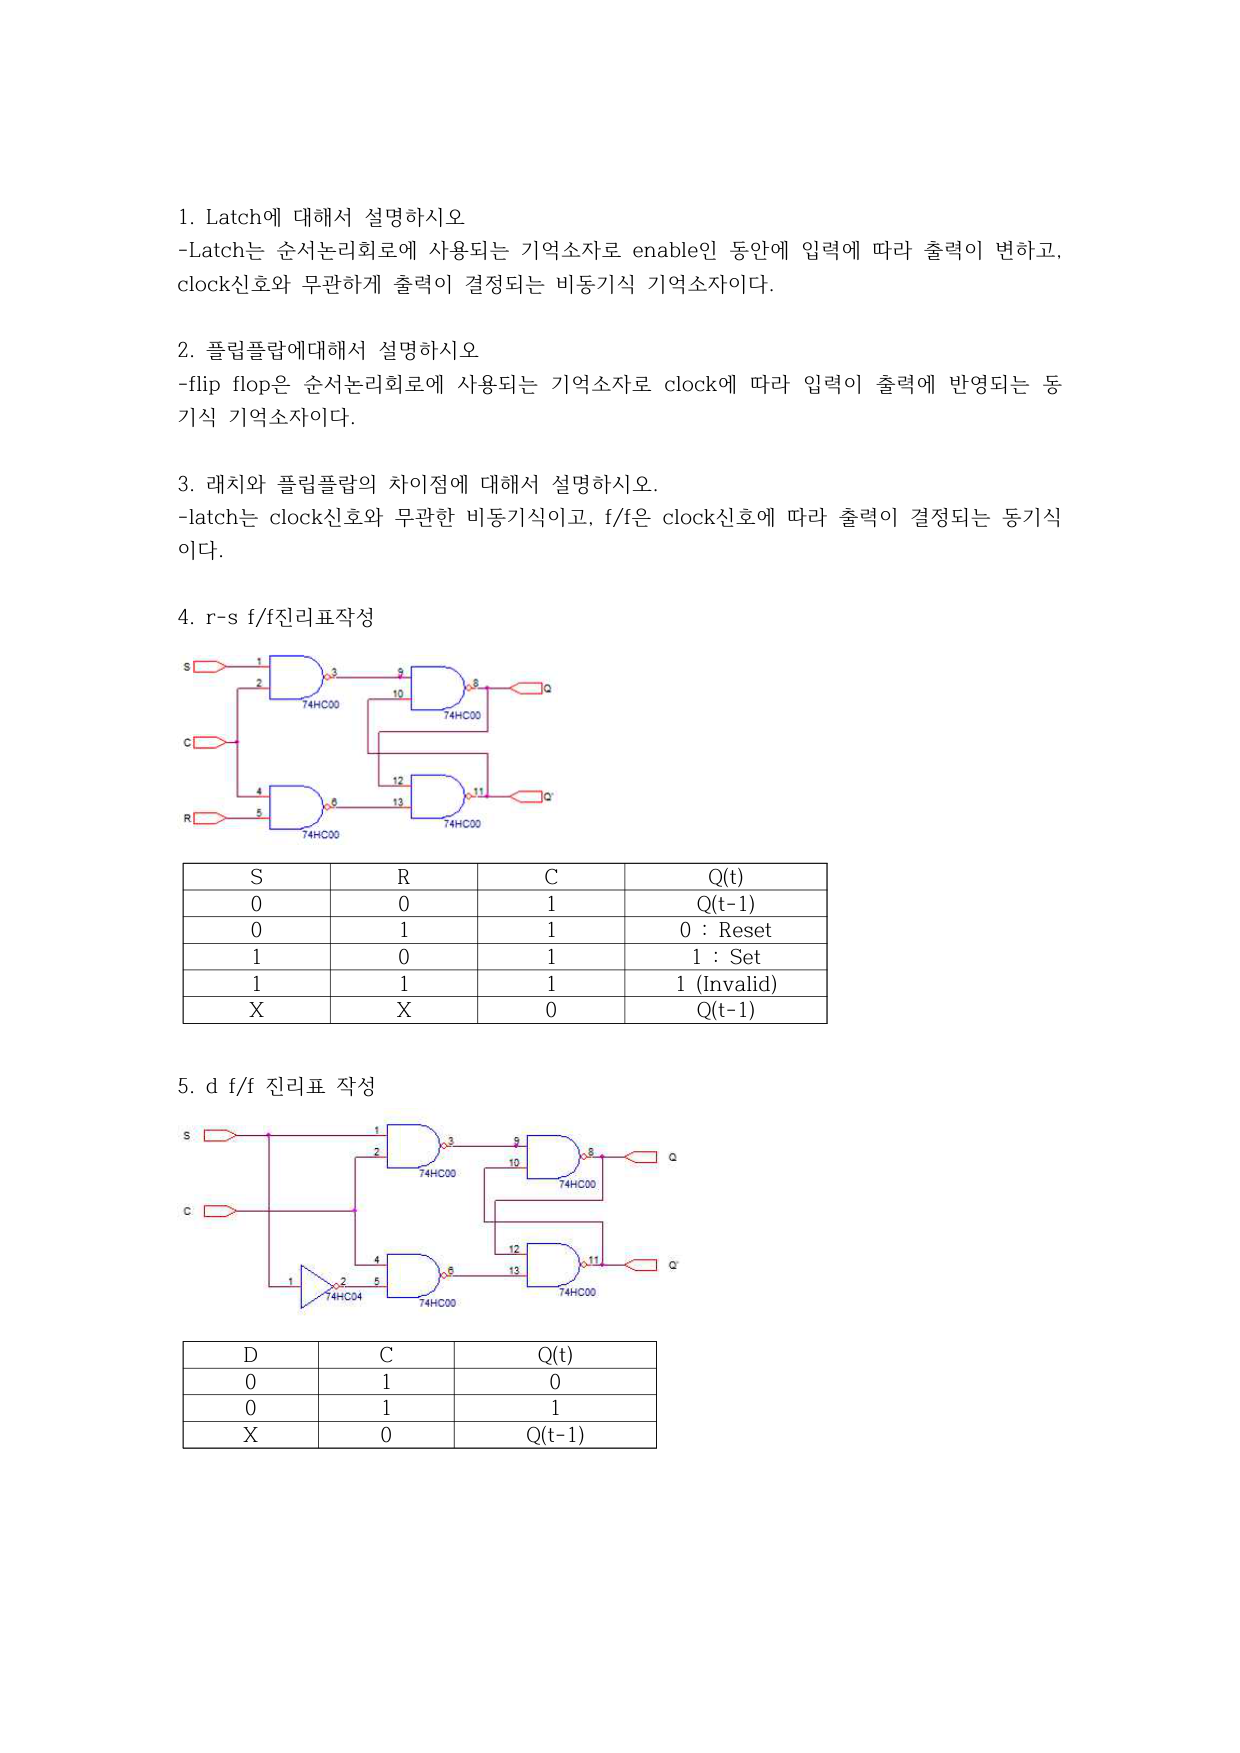 1. Latch에 대해서 설명하시오
-Latch는 순서논리회로에 사용되는 기억소자로 enable인 동안에 입력에 따라 출력이 변하고,
clock신호와 무관하게 출력이 결정되는 비동기식 기억소자이다.
2. 플립플랍에대해서 설명하시오
-flip flop은 순서논리회로에 사용되는 기억소자로 clock에 따라 입력이 출력에 반영되는 동
기식 기억소자이다.
3. 래치와 플립플랍의 차이점에 대해서 설명하시오.
-latch는 clock신호와 무관한 비동기식이고, f/f은 clock신호에 따라 출력이 결정되는 동기식
이다.
4. r-s f/f진리표작성
S 1 3 9 8 Q
2 10
74HC00 74HC00
C
4 6 12 11 Q'
R 5 13
74HC00 74HC00
S R C Q(t)
0 0 1 Q(t-1)
0 1 1 0 : Reset
1 0 1 1 : Set
1 1 1 1 (Invalid)
X X 0 Q(t-1)
5. d f/f 진리표 작성
S 1 3 9 8 Q
2 10
74HC00 74HC00
C
4 6 12 11 Q'
1 2 5 13
74HC04 74HC00 74HC00
D C Q(t)
0 1 0
0 1 1
X 0 Q(t-1)